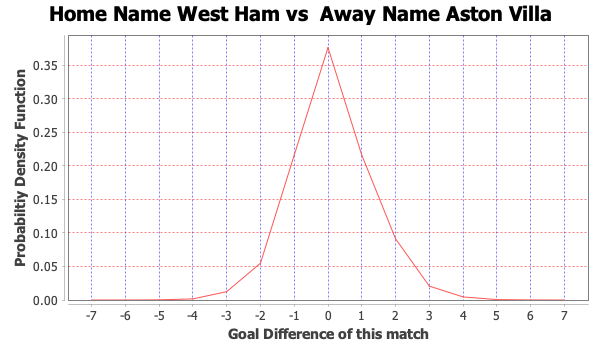 Home Name West Ham vs Away Name Aston Villa
Probabiltiy Density Function
0.35
0.30
0.25
0.20
0.15
0.10
0.05
0.00
-7 -6 -5 -4 -3 -2 -1 0 1 2 3 4 5 6 7
Goal Difference of this match